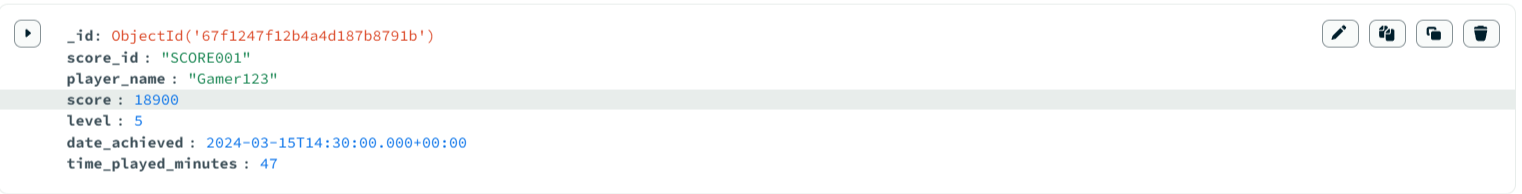 _id: ObjectId('67f1247f12b4a4d187b8791b')
score_id : "SCORE001"
player_name : "Gamer123"
score : 18900
level : 5
date_achieved : 2024-03-15T14:30:00.000+00:00
time_played_minutes : 47